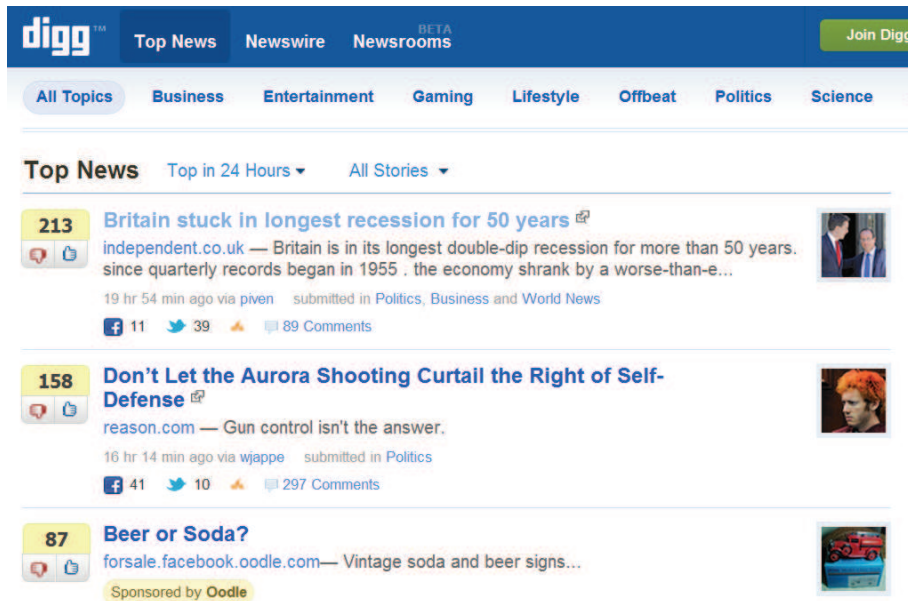 digg™ Top News Newswire Newsrooms BETA Join Digg
All Topics Business Entertainment Gaming Lifestyle Offbeat Politics Science
Top News Top in 24 Hours All Stories
213
Britain stuck in longest recession for 50 years
independent.co.uk — Britain is in its longest double-dip recession for more than 50 years.
since quarterly records began in 1955 . the economy shrank by a worse-than-e...
19 hr 54 min ago via piven submitted in Politics, Business and World News
11 39 89 Comments
158
Don't Let the Aurora Shooting Curtail the Right of Self-
Defense
reason.com — Gun control isn't the answer.
16 hr 14 min ago via wjappe submitted in Politics
41 10 297 Comments
87
Beer or Soda?
forsale.facebook.oodle.com— Vintage soda and beer signs...
Sponsored by Oodle